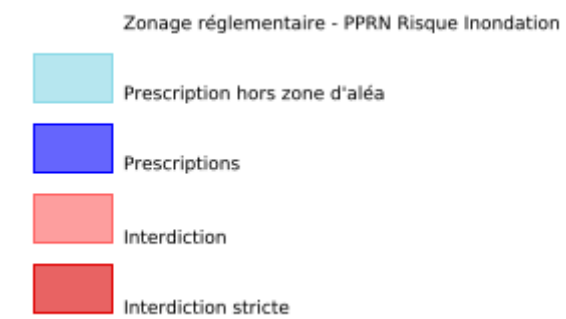 Zonage réglementaire - PPRN Risque Inondation
Prescription hors zone d'aléa
Prescriptions
Interdiction
Interdiction stricte